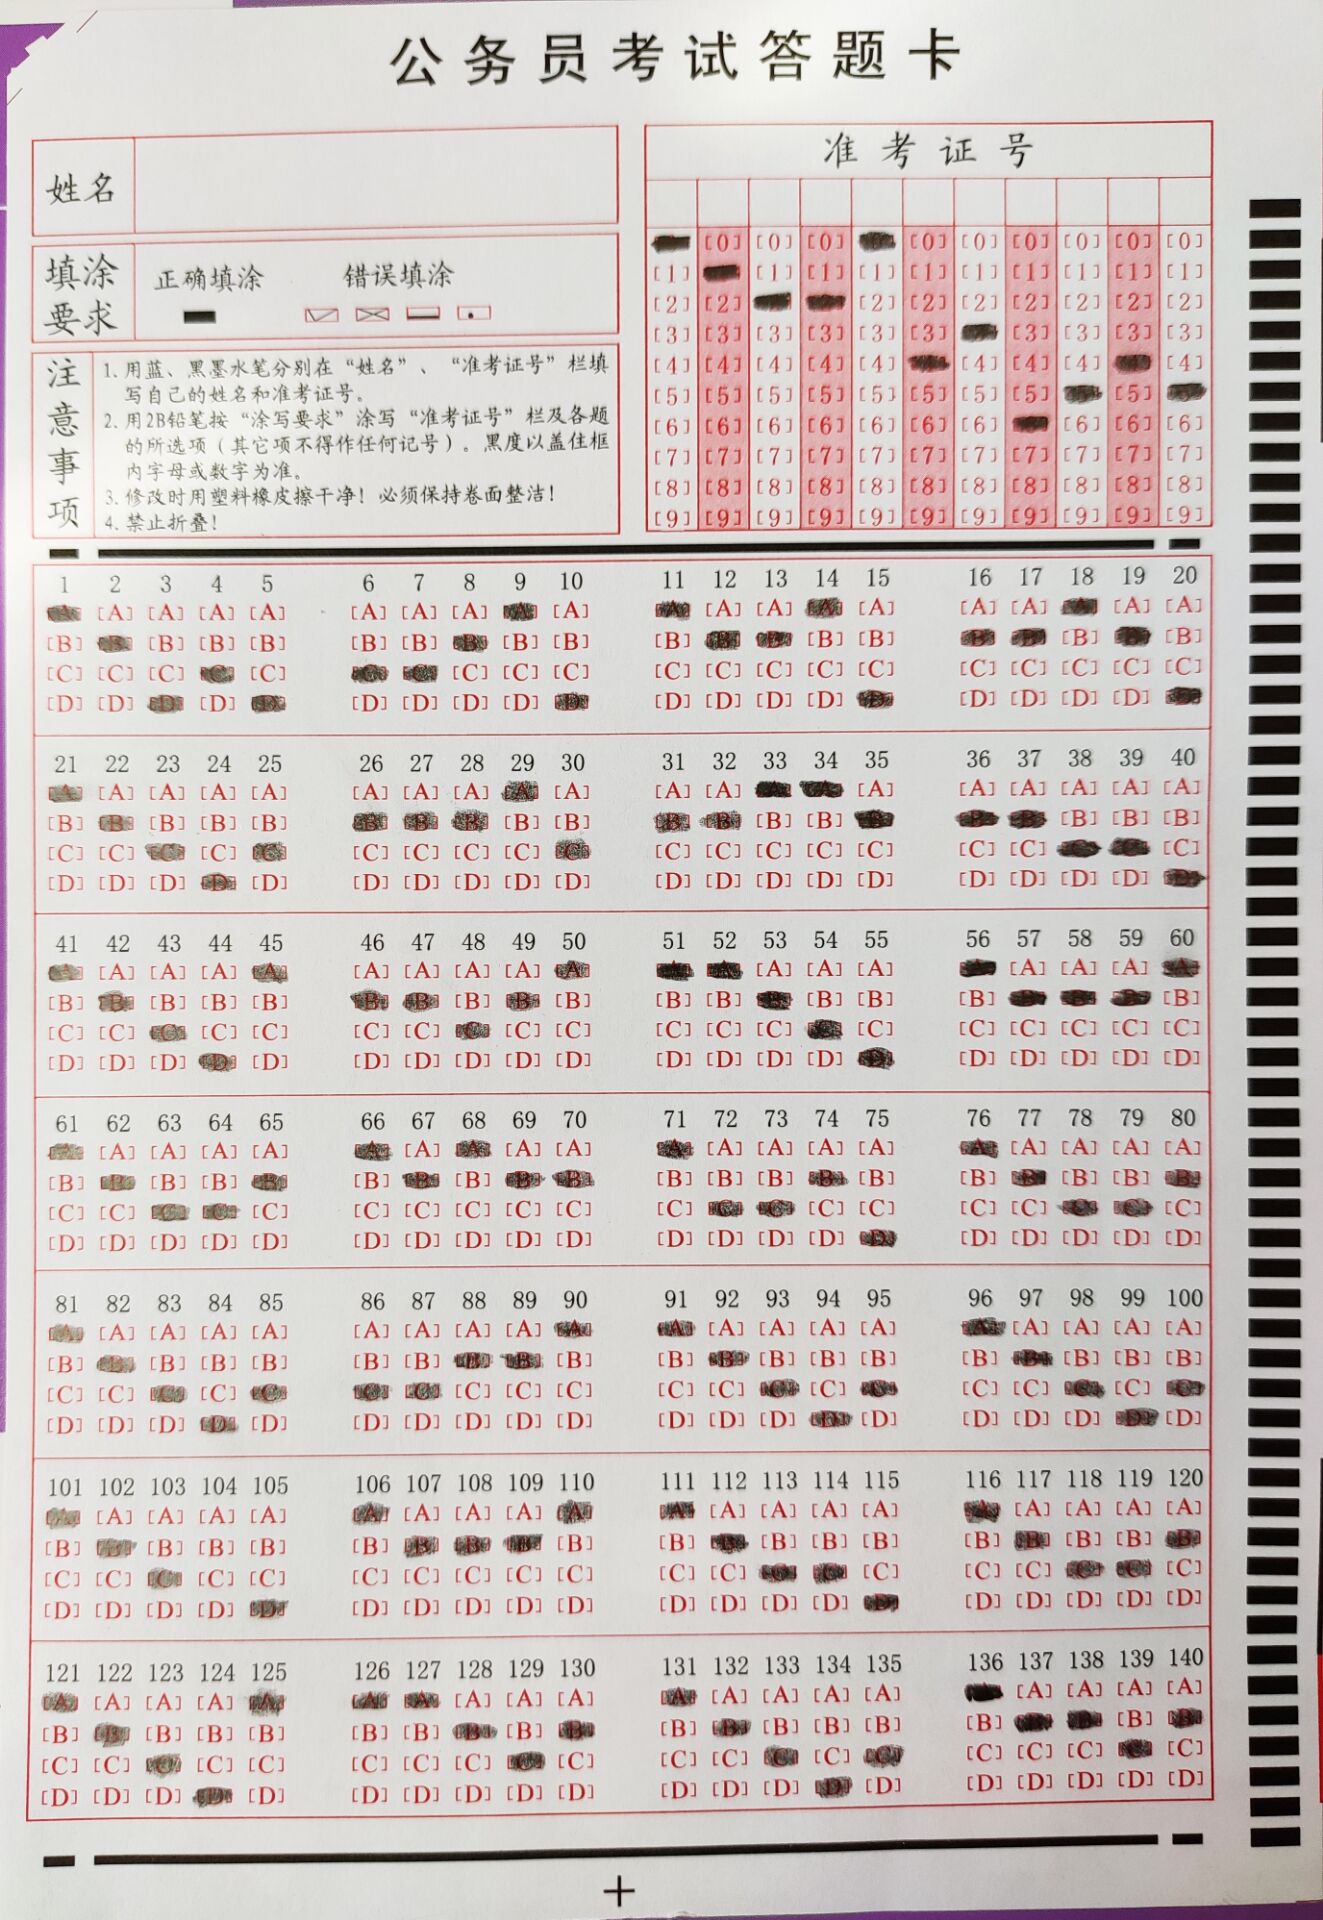 公务员考试答题卡
姓名
准考证号
填涂要求
正确填涂 错误填涂
注意事项
1. 用蓝、黑墨水笔分别在“姓名”、“准考证号”栏填
写自己的姓名和准考证号。
2. 用2B铅笔按“涂写要求”涂写“准考证号”栏及各题
的所选项(其它项不得作任何记号)。黑度以盖住框
内字母或数字为准。
3. 修改时用塑料橡皮擦干净！必须保持卷面整洁！
4. 禁止折叠！
[0] [0] [0] [0] [0] [0] [0] [0] [0]
[1] [1] [1] [1] [1] [1] [1] [1] [1] [1]
[2] [2] [2] [2] [2] [2] [2] [2] [2]
[3] [3] [3] [3] [3] [3] [3] [3] [3] [3]
[4] [4] [4] [4] [4] [4] [4] [4] [4] [4] [4]
[5] [5] [5] [5] [5] [5] [5] [5] [5]
[6] [6] [6] [6] [6] [6] [6] [6] [6] [6]
[7] [7] [7] [7] [7] [7] [7] [7] [7] [7] [7]
[8] [8] [8] [8] [8] [8] [8] [8] [8] [8] [8]
[9] [9] [9] [9] [9] [9] [9] [9] [9] [9] [9]
1 2 3 4 5 6 7 8 9 10 11 12 13 14 15 16 17 18 19 20
[A] [A] [A] [A] [A] [A] [A] [A] [A] [A] [A] [A] [A] [A] [A] [A] [A] [A] [A] [A]
[B] [B] [B] [B] [B] [B] [B] [B] [B] [B] [B] [B] [B] [B] [B] [B] [B] [B] [B] [B]
[C] [C] [C] [C] [C] [C] [C] [C] [C] [C] [C] [C] [C] [C] [C] [C] [C] [C] [C] [C]
[D] [D] [D] [D] [D] [D] [D] [D] [D] [D] [D] [D] [D] [D] [D] [D] [D] [D] [D] [D]
21 22 23 24 25 26 27 28 29 30 31 32 33 34 35 36 37 38 39 40
[A] [A] [A] [A] [A] [A] [A] [A] [A] [A] [A] [A] [A] [A] [A] [A] [A] [A] [A] [A]
[B] [B] [B] [B] [B] [B] [B] [B] [B] [B] [B] [B] [B] [B] [B] [B] [B] [B] [B] [B]
[C] [C] [C] [C] [C] [C] [C] [C] [C] [C] [C] [C] [C] [C] [C] [C] [C] [C] [C] [C]
[D] [D] [D] [D] [D] [D] [D] [D] [D] [D] [D] [D] [D] [D] [D] [D] [D] [D] [D] [D]
41 42 43 44 45 46 47 48 49 50 51 52 53 54 55 56 57 58 59 60
[A] [A] [A] [A] [A] [A] [A] [A] [A] [A] [A] [A] [A] [A] [A] [A] [A] [A] [A] [A]
[B] [B] [B] [B] [B] [B] [B] [B] [B] [B] [B] [B] [B] [B] [B] [B] [B] [B] [B] [B]
[C] [C] [C] [C] [C] [C] [C] [C] [C] [C] [C] [C] [C] [C] [C] [C] [C] [C] [C] [C]
[D] [D] [D] [D] [D] [D] [D] [D] [D] [D] [D] [D] [D] [D] [D] [D] [D] [D] [D] [D]
61 62 63 64 65 66 67 68 69 70 71 72 73 74 75 76 77 78 79 80
[A] [A] [A] [A] [A] [A] [A] [A] [A] [A] [A] [A] [A] [A] [A] [A] [A] [A] [A] [A]
[B] [B] [B] [B] [B] [B] [B] [B] [B] [B] [B] [B] [B] [B] [B] [B] [B] [B] [B] [B]
[C] [C] [C] [C] [C] [C] [C] [C] [C] [C] [C] [C] [C] [C] [C] [C] [C] [C] [C] [C]
[D] [D] [D] [D] [D] [D] [D] [D] [D] [D] [D] [D] [D] [D] [D] [D] [D] [D] [D] [D]
81 82 83 84 85 86 87 88 89 90 91 92 93 94 95 96 97 98 99 100
[A] [A] [A] [A] [A] [A] [A] [A] [A] [A] [A] [A] [A] [A] [A] [A] [A] [A] [A] [A]
[B] [B] [B] [B] [B] [B] [B] [B] [B] [B] [B] [B] [B] [B] [B] [B] [B] [B] [B] [B]
[C] [C] [C] [C] [C] [C] [C] [C] [C] [C] [C] [C] [C] [C] [C] [C] [C] [C] [C] [C]
[D] [D] [D] [D] [D] [D] [D] [D] [D] [D] [D] [D] [D] [D] [D] [D] [D] [D] [D] [D]
101 102 103 104 105 106 107 108 109 110 111 112 113 114 115 116 117 118 119 120
[A] [A] [A] [A] [A] [A] [A] [A] [A] [A] [A] [A] [A] [A] [A] [A] [A] [A] [A] [A]
[B] [B] [B] [B] [B] [B] [B] [B] [B] [B] [B] [B] [B] [B] [B] [B] [B] [B] [B] [B]
[C] [C] [C] [C] [C] [C] [C] [C] [C] [C] [C] [C] [C] [C] [C] [C] [C] [C] [C] [C]
[D] [D] [D] [D] [D] [D] [D] [D] [D] [D] [D] [D] [D] [D] [D] [D] [D] [D] [D] [D]
121 122 123 124 125 126 127 128 129 130 131 132 133 134 135 136 137 138 139 140
[A] [A] [A] [A] [A] [A] [A] [A] [A] [A] [A] [A] [A] [A] [A] [A] [A] [A] [A]
[B] [B] [B] [B] [B] [B] [B] [B] [B] [B] [B] [B] [B] [B] [B] [B] [B] [B] [B] [B]
[C] [C] [C] [C] [C] [C] [C] [C] [C] [C] [C] [C] [C] [C] [C] [C] [C] [C] [C] [C]
[D] [D] [D] [D] [D] [D] [D] [D] [D] [D] [D] [D] [D] [D] [D] [D] [D] [D] [D] [D]